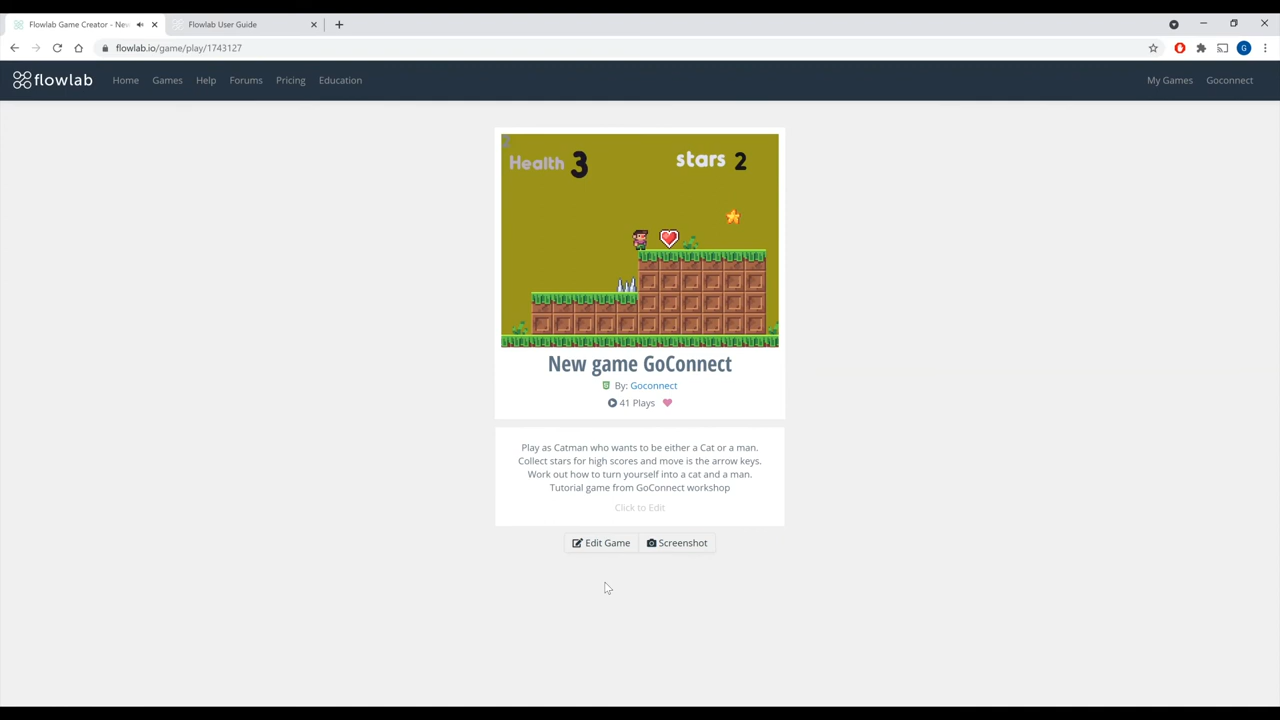 Flowlab Game Creator - New
Flowlab User Guide
flowlab.io/game/play/1743127
G
flowlab
Home
Games
Help
Forums
Pricing
Education
My Games
Goconnect
Health 3
stars 2
New game GoConnect
By: Goconnect
41 Plays
Play as Catman who wants to be either a Cat or a man.
Collect stars for high scores and move is the arrow keys.
Work out how to turn yourself into a cat and a man.
Tutorial game from GoConnect workshop
Click to Edit
Edit Game
Screenshot